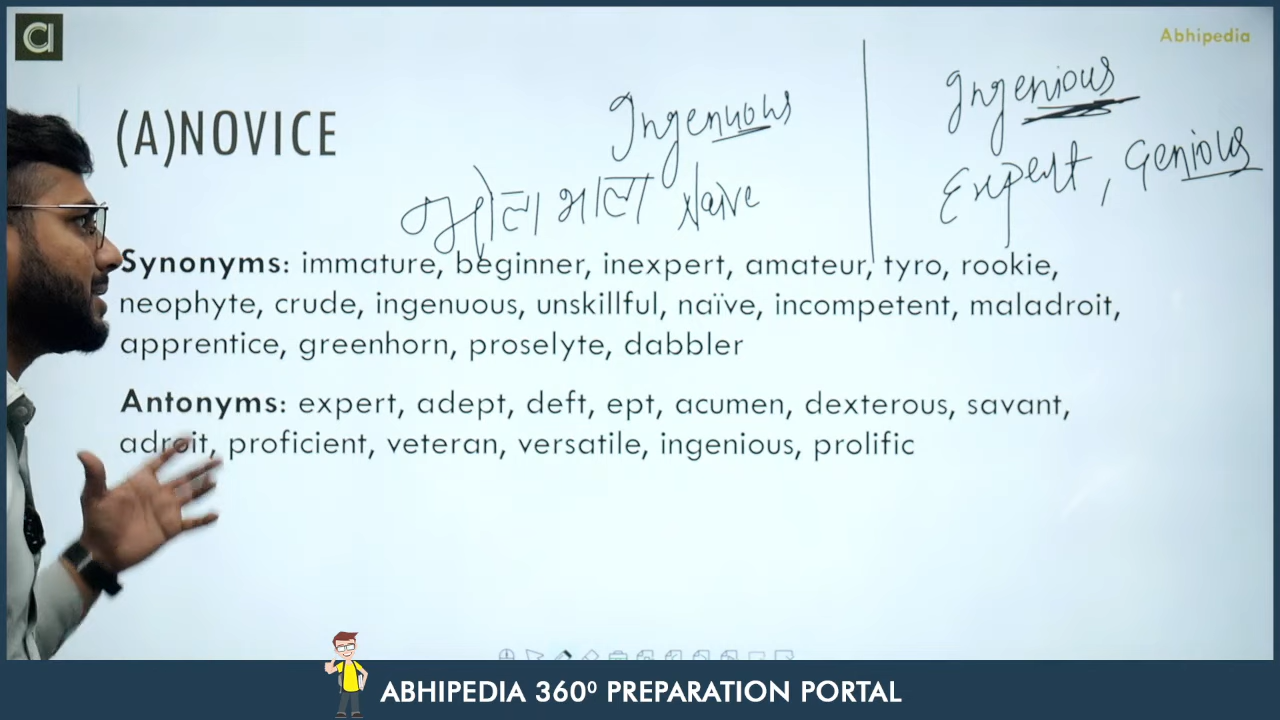 CI
Abhipedia
(A)NOVICE
Ingenuous
भोला भाला Naive
Ingenious
Expert, Genious
Synonyms: immature, beginner, inexpert, amateur, tyro, rookie,
neophyte, crude, ingenuous, unskillful, naïve, incompetent, maladroit,
apprentice, greenhorn, proselyte, dabbler
Antonyms: expert, adept, deft, ept, acumen, dexterous, savant,
adroit, proficient, veteran, versatile, ingenious, prolific
ABHIPEDIA 360⁰ PREPARATION PORTAL